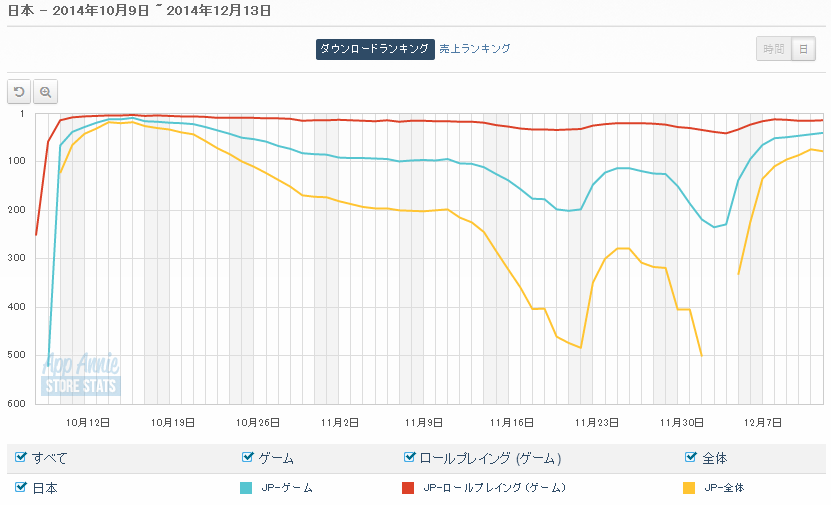 日本 - 2014年10月9日 ~ 2014年12月13日
ダウンロードランキング 売上ランキング
時間 日
1
100
200
300
400
500
600
App Annie
STORE STATS
10月12日 10月19日 10月26日 11月2日 11月9日 11月16日 11月23日 11月30日 12月7日
すべて ゲーム ロールプレイング (ゲーム) 全体
日本 JP-ゲーム JP-ロールプレイング (ゲーム) JP-全体